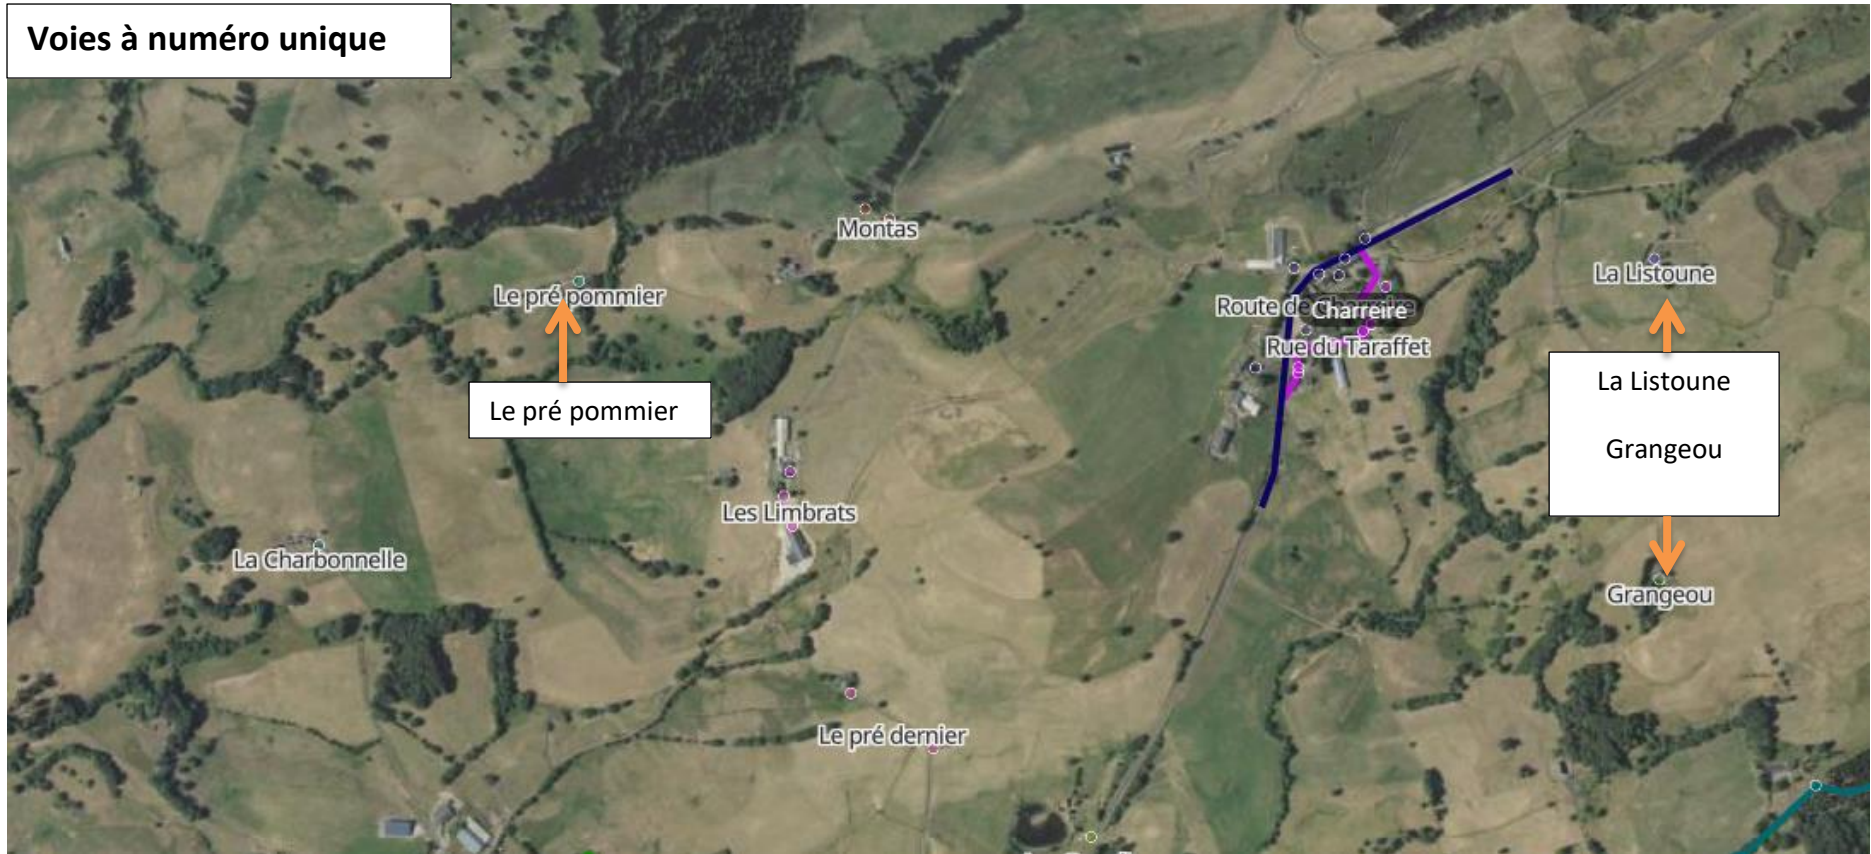 Voies à numéro unique
Montas
Le pré pommier
La Listoune
Route de Charreire
Charreire
Rue du Taraffet
Le pré pommier
La Listoune
Grangeou
Les Limbrats
La Charbonnelle
Grangeou
Le pré dernier